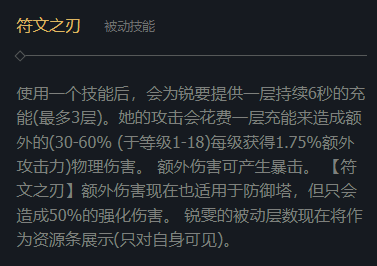 符文之刃 被动技能
使用一个技能后，会为锐雯提供一层持续6秒的充
能(最多3层)。她的攻击会花费一层充能来造成额
外的(30-60% (于等级1-18)每级获得1.75%额外
攻击力)物理伤害。 额外伤害可产生暴击。 【符
文之刃】额外伤害现在也适用于防御塔，但只会
造成50%的强化伤害。 锐雯的被动层数现在将作
为资源条展示(只对自身可见)。